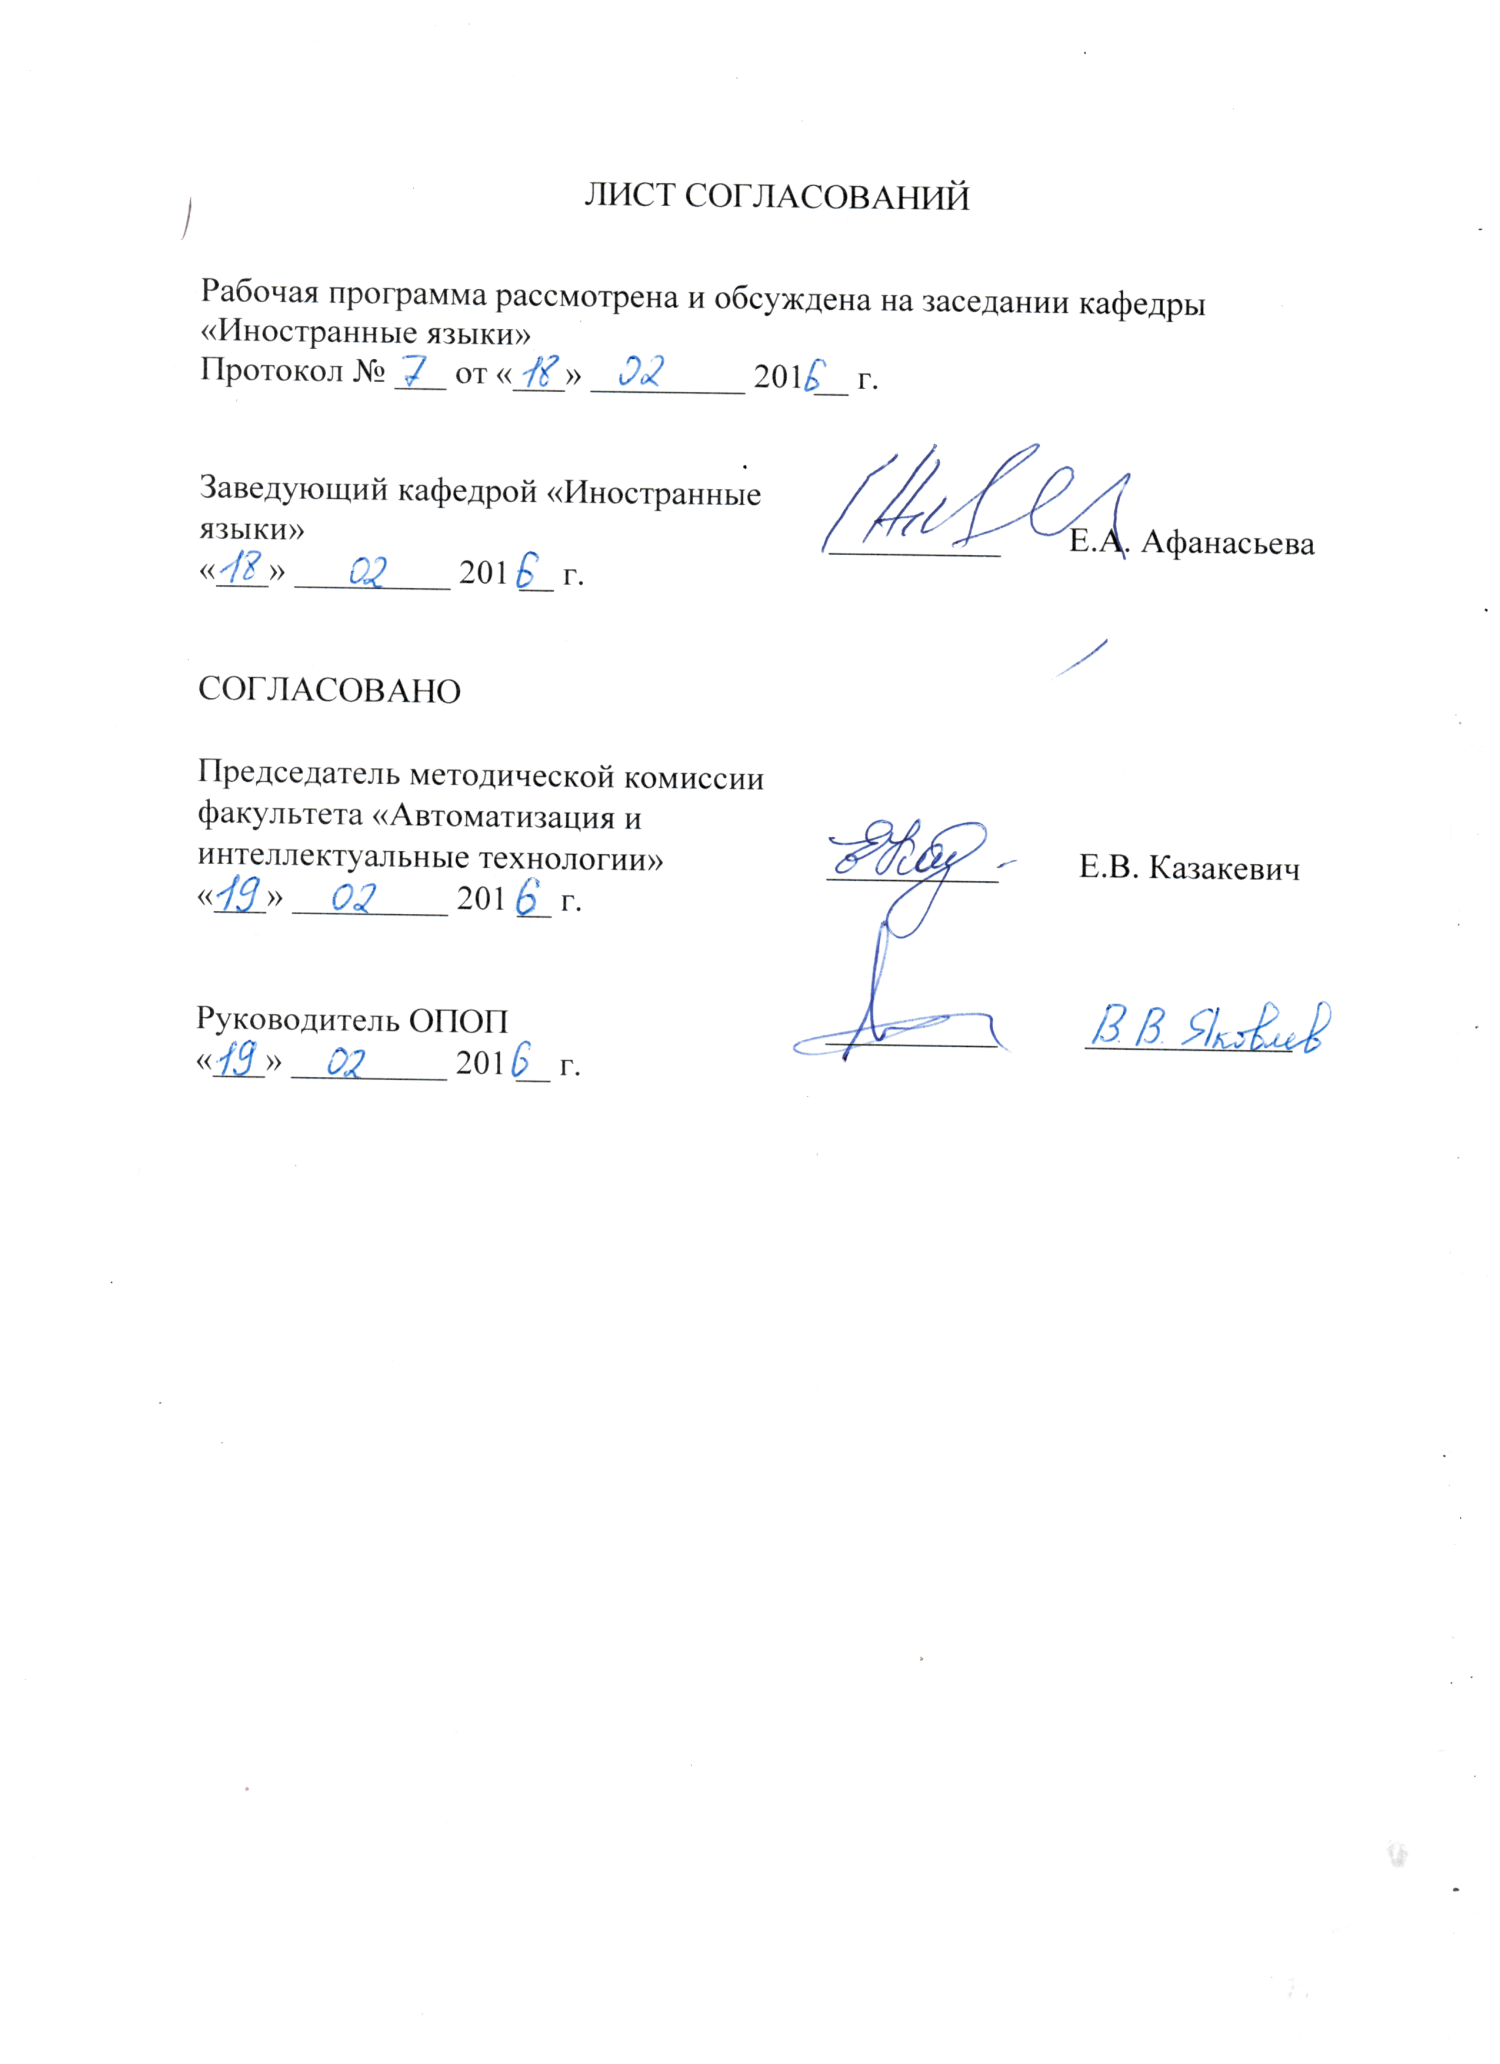 ЛИСТ СОГЛАСОВАНИЙ
Рабочая программа рассмотрена и обсуждена на заседании кафедры
«Иностранные языки»
Протокол № 7 от «18» 02 2016 г.
Заведующий кафедрой «Иностранные
языки»
Е.А. Афанасьева
«18» 02 2016 г.
СОГЛАСОВАНО
Председатель методической комиссии
факультета «Автоматизация и
интеллектуальные технологии»
Е.В. Казакевич
«19» 02 2016 г.
Руководитель ОПОП
В.В. Яковлев
«19» 02 2016 г.